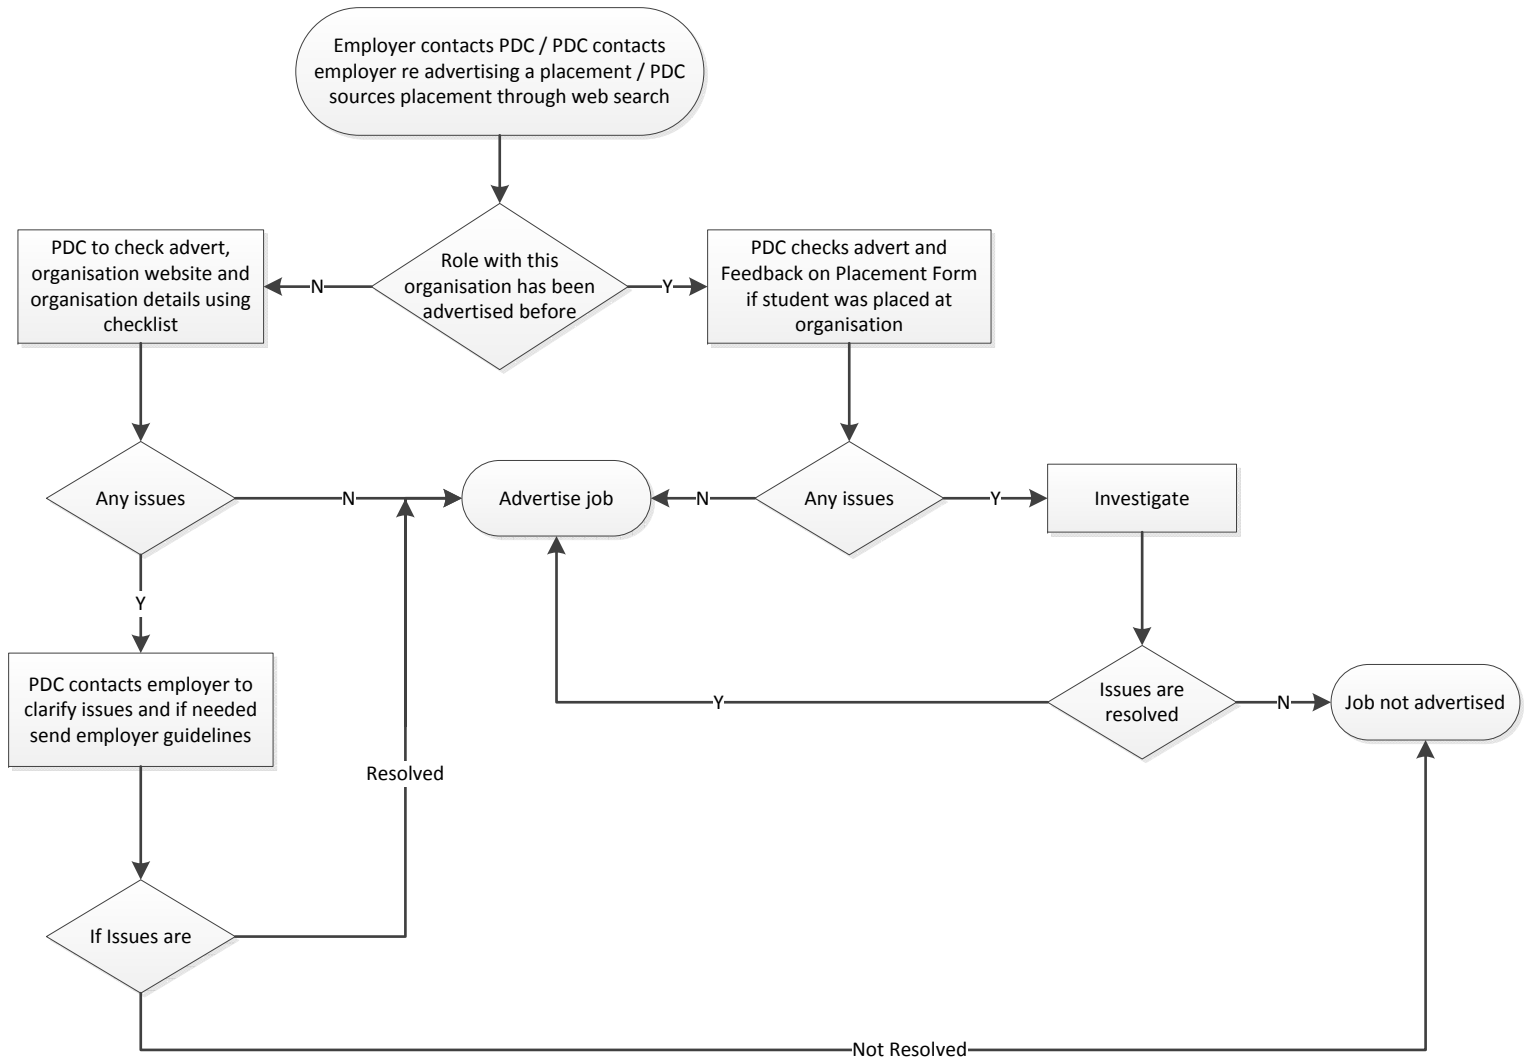 Employer contacts PDC / PDC contacts
employer re advertising a placement / PDC
sources placement through web search
PDC to check advert,
organisation website and
organisation details using
checklist
N
Role with this
organisation has been
advertised before
Y
PDC checks advert and
Feedback on Placement Form
if student was placed at
organisation
Any issues
N
Advertise job
N
Any issues
Y
Investigate
Y
PDC contacts employer to
clarify issues and if needed
send employer guidelines
Y
Issues are
resolved
N
Job not advertised
Resolved
If Issues are
Not Resolved